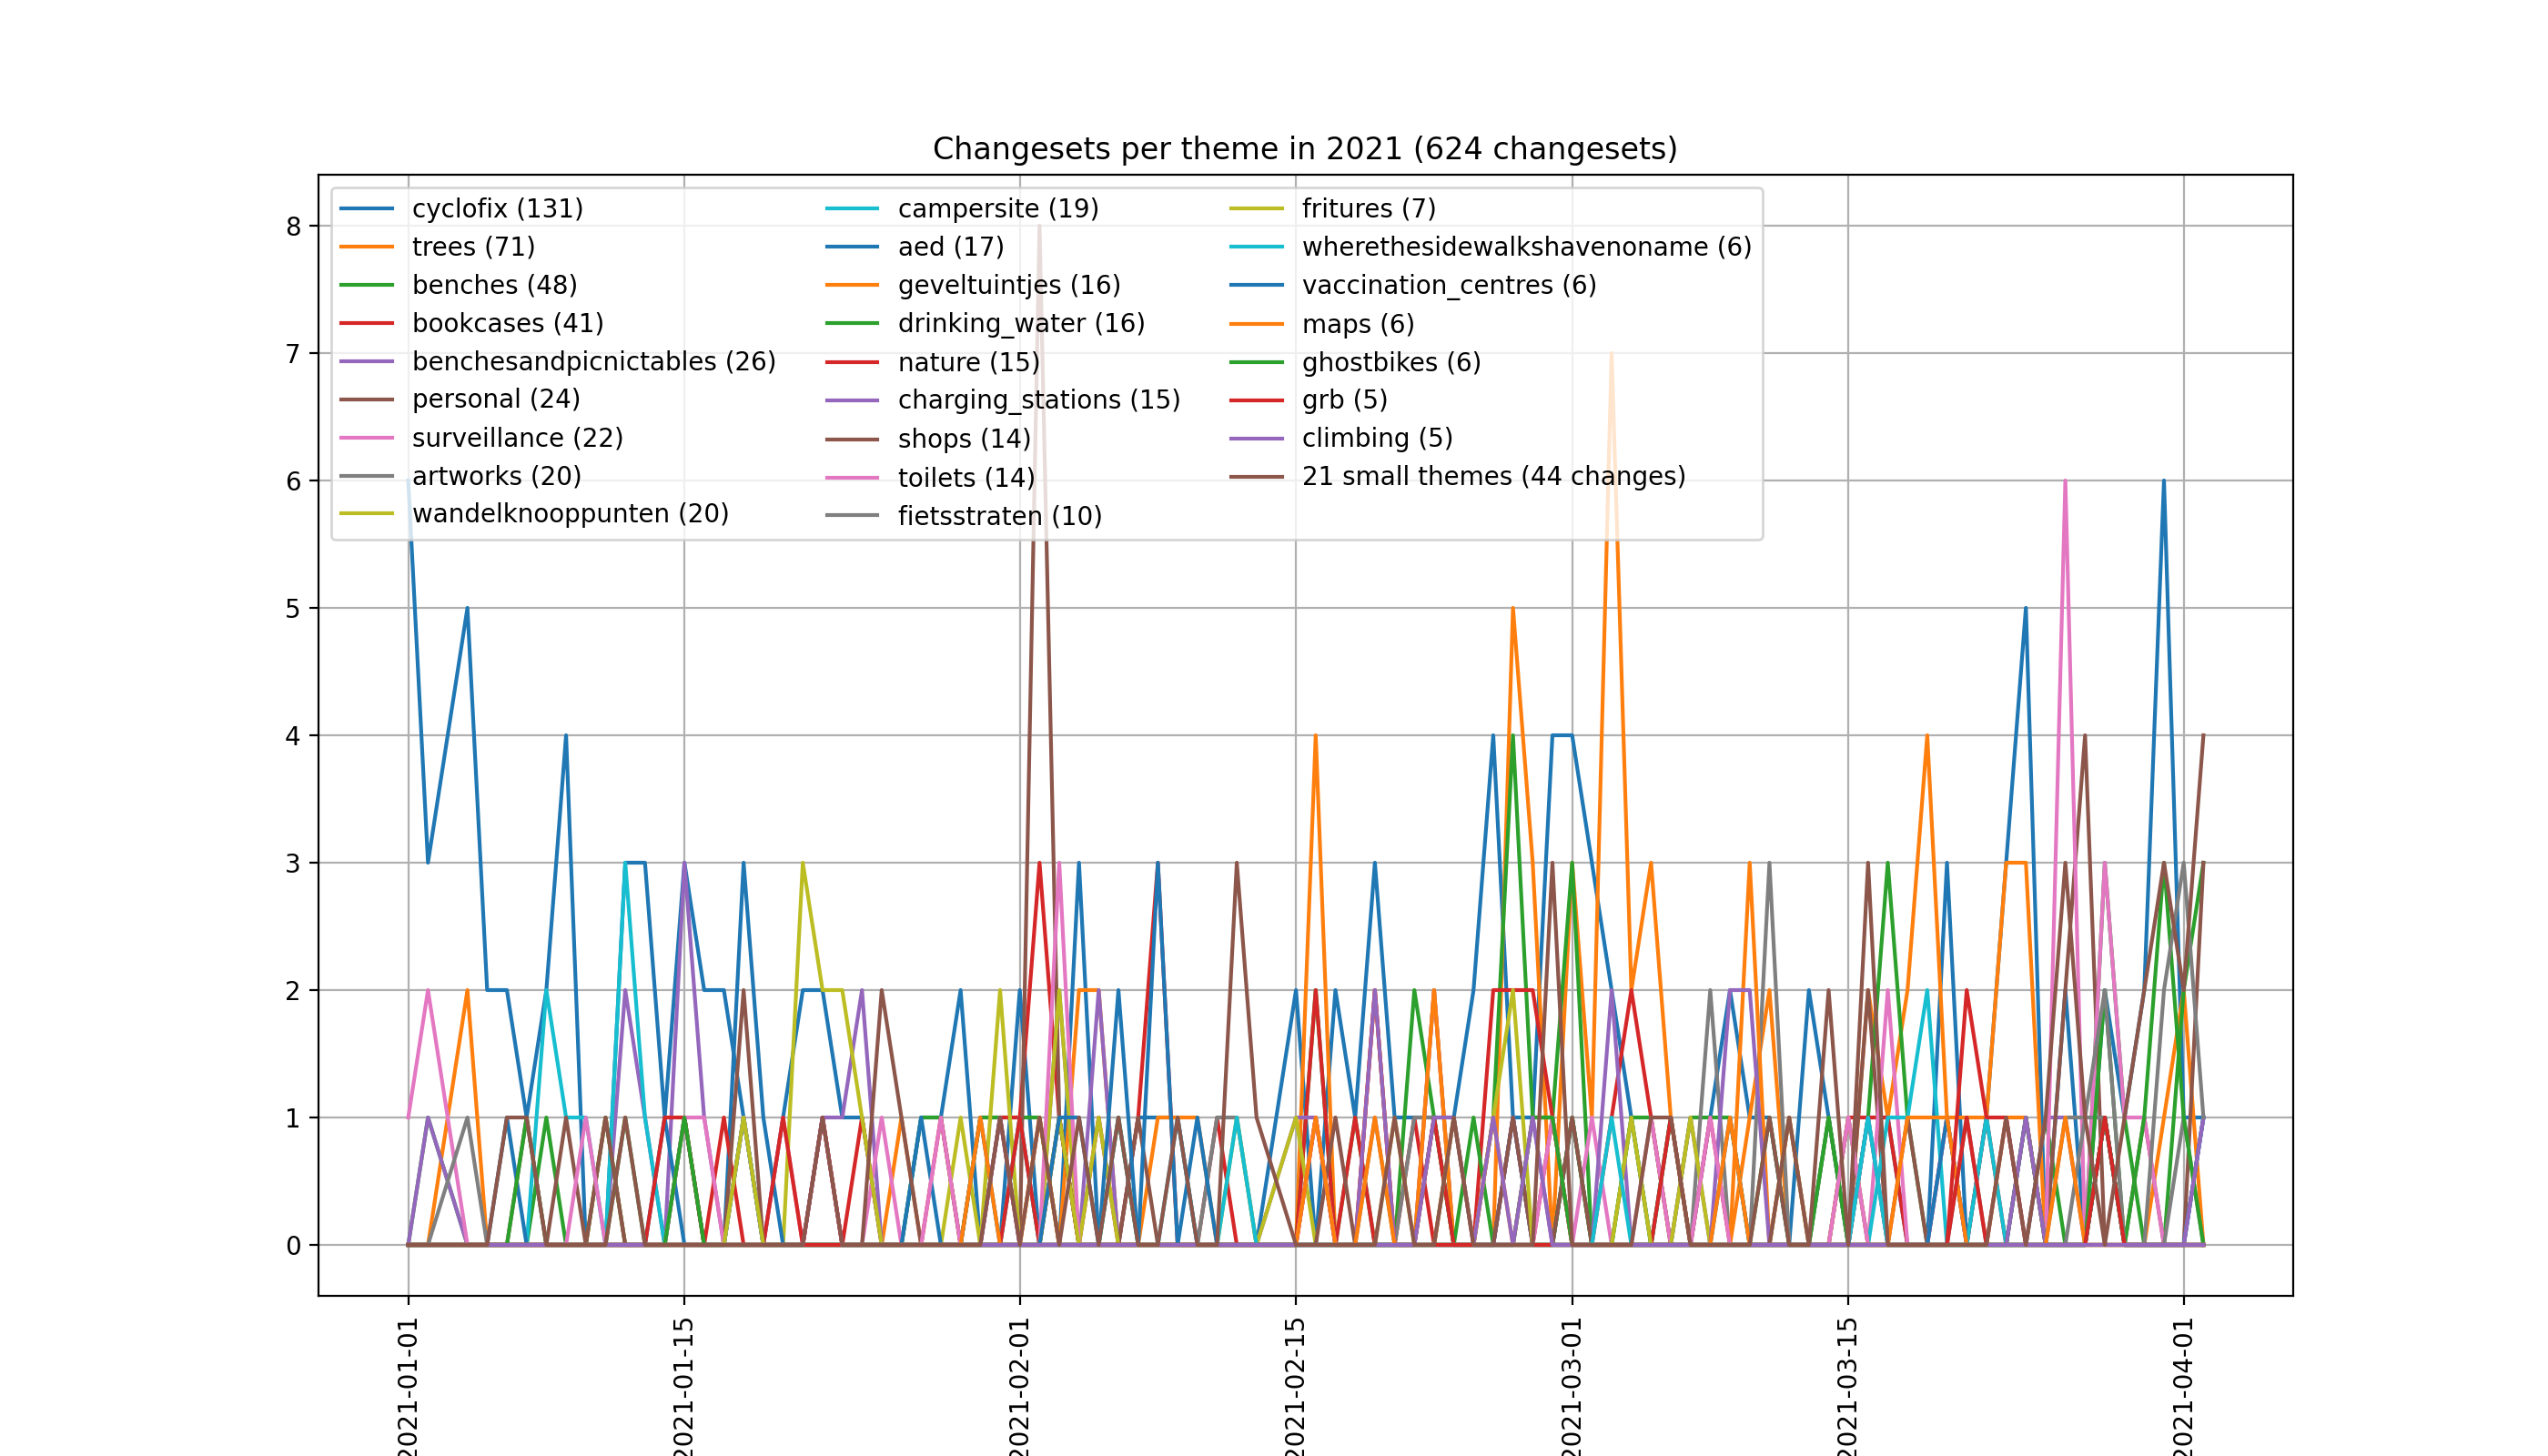 Changesets per theme in 2021 (624 changesets)
cyclofix (131)
trees (71)
benches (48)
bookcases (41)
benchesandpicnictables (26)
personal (24)
surveillance (22)
artworks (20)
wandelknooppunten (20)
campersite (19)
aed (17)
geveltuintjes (16)
drinking_water (16)
nature (15)
charging_stations (15)
shops (14)
toilets (14)
fietsstraten (10)
fritures (7)
wherethesidewalkshavenoname (6)
vaccination_centres (6)
maps (6)
ghostbikes (6)
grb (5)
climbing (5)
21 small themes (44 changes)
8
7
6
5
4
3
2
1
0
2021-01-01
2021-01-15
2021-02-01
2021-02-15
2021-03-01
2021-03-15
2021-04-01